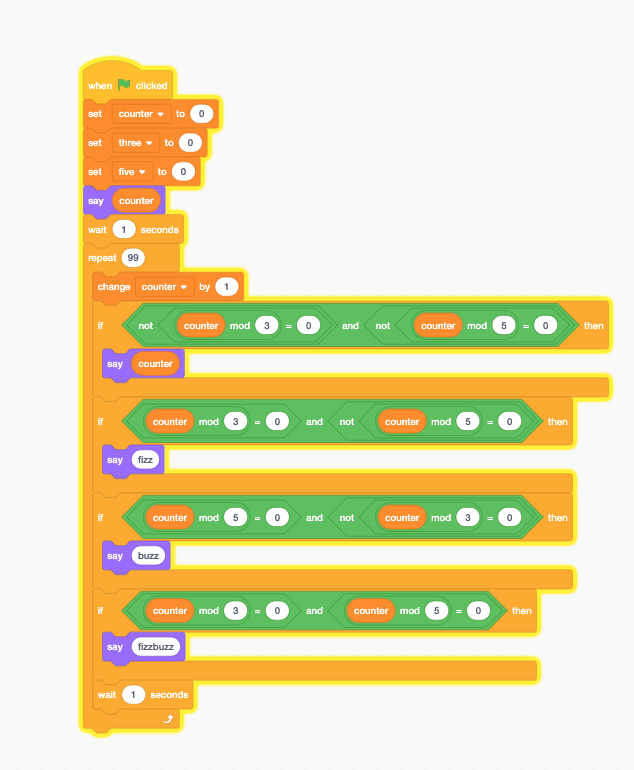 when clicked
set counter to 0
set three to 0
set five to 0
say counter
wait 1 seconds
repeat 99
change counter by 1
if not counter mod 3 = 0 and not counter mod 5 = 0 then
say counter
if counter mod 3 = 0 and not counter mod 5 = 0 then
say fizz
if counter mod 5 = 0 and not counter mod 3 = 0 then
say buzz
if counter mod 3 = 0 and counter mod 5 = 0 then
say fizzbuzz
wait 1 seconds